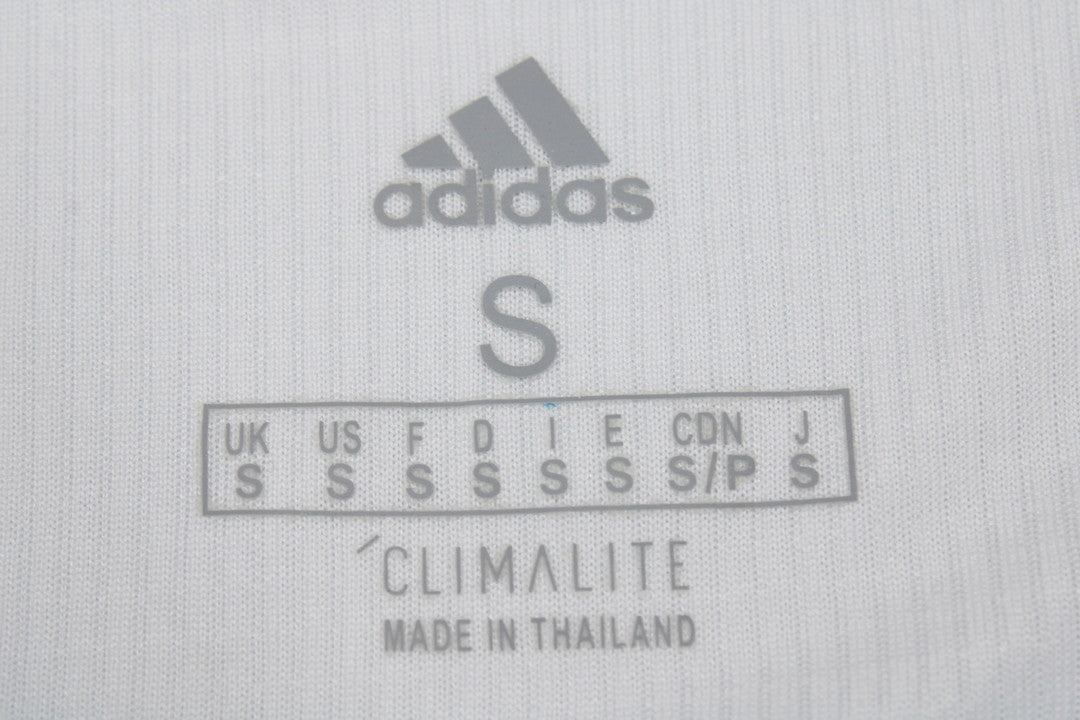 adidas
S
UK US F D I E CDN J
S S S S S S S/P S
CLIMALITE
MADE IN THAILAND